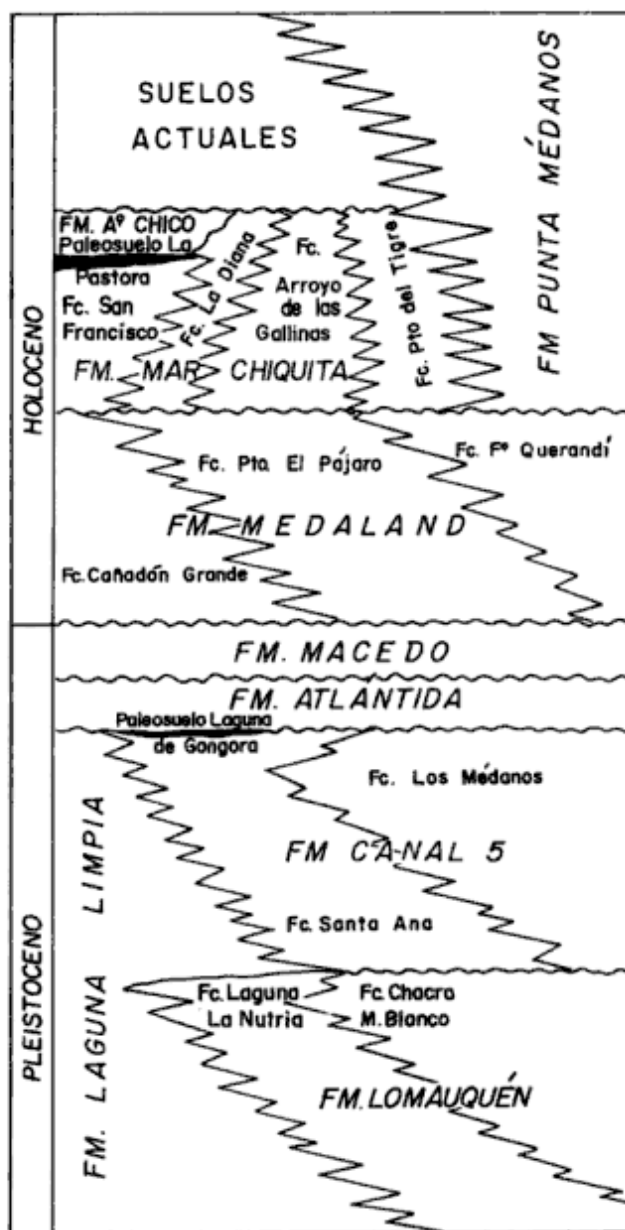 HOLOCENO
SUELOS
ACTUALES
FM PUNTA MÉDANOS
FM. Aº CHICO
Paleosuelo La
Pastora
Fc. San
Francisco
Fc. La Diana
Fc.
Arroyo
de las
Gallinas
Fc. Pto del Tigre
FM. MAR CHIQUITA
Fc. Pta. El Pájaro
Fc. Fº Querandí
FM. MEDALAND
Fc. Cañadón Grande
PLEISTOCENO
FM. MACEDO
FM. ATLÁNTIDA
Paleosuelo Laguna
de Gongora
Fc. Los Médanos
FM CANAL 5
Fc. Santa Ana
FM. LAGUNA LIMPIA
Fc. Laguna
La Nutria
Fc. Chacra
M. Blanco
FM. LOMAUQUÉN